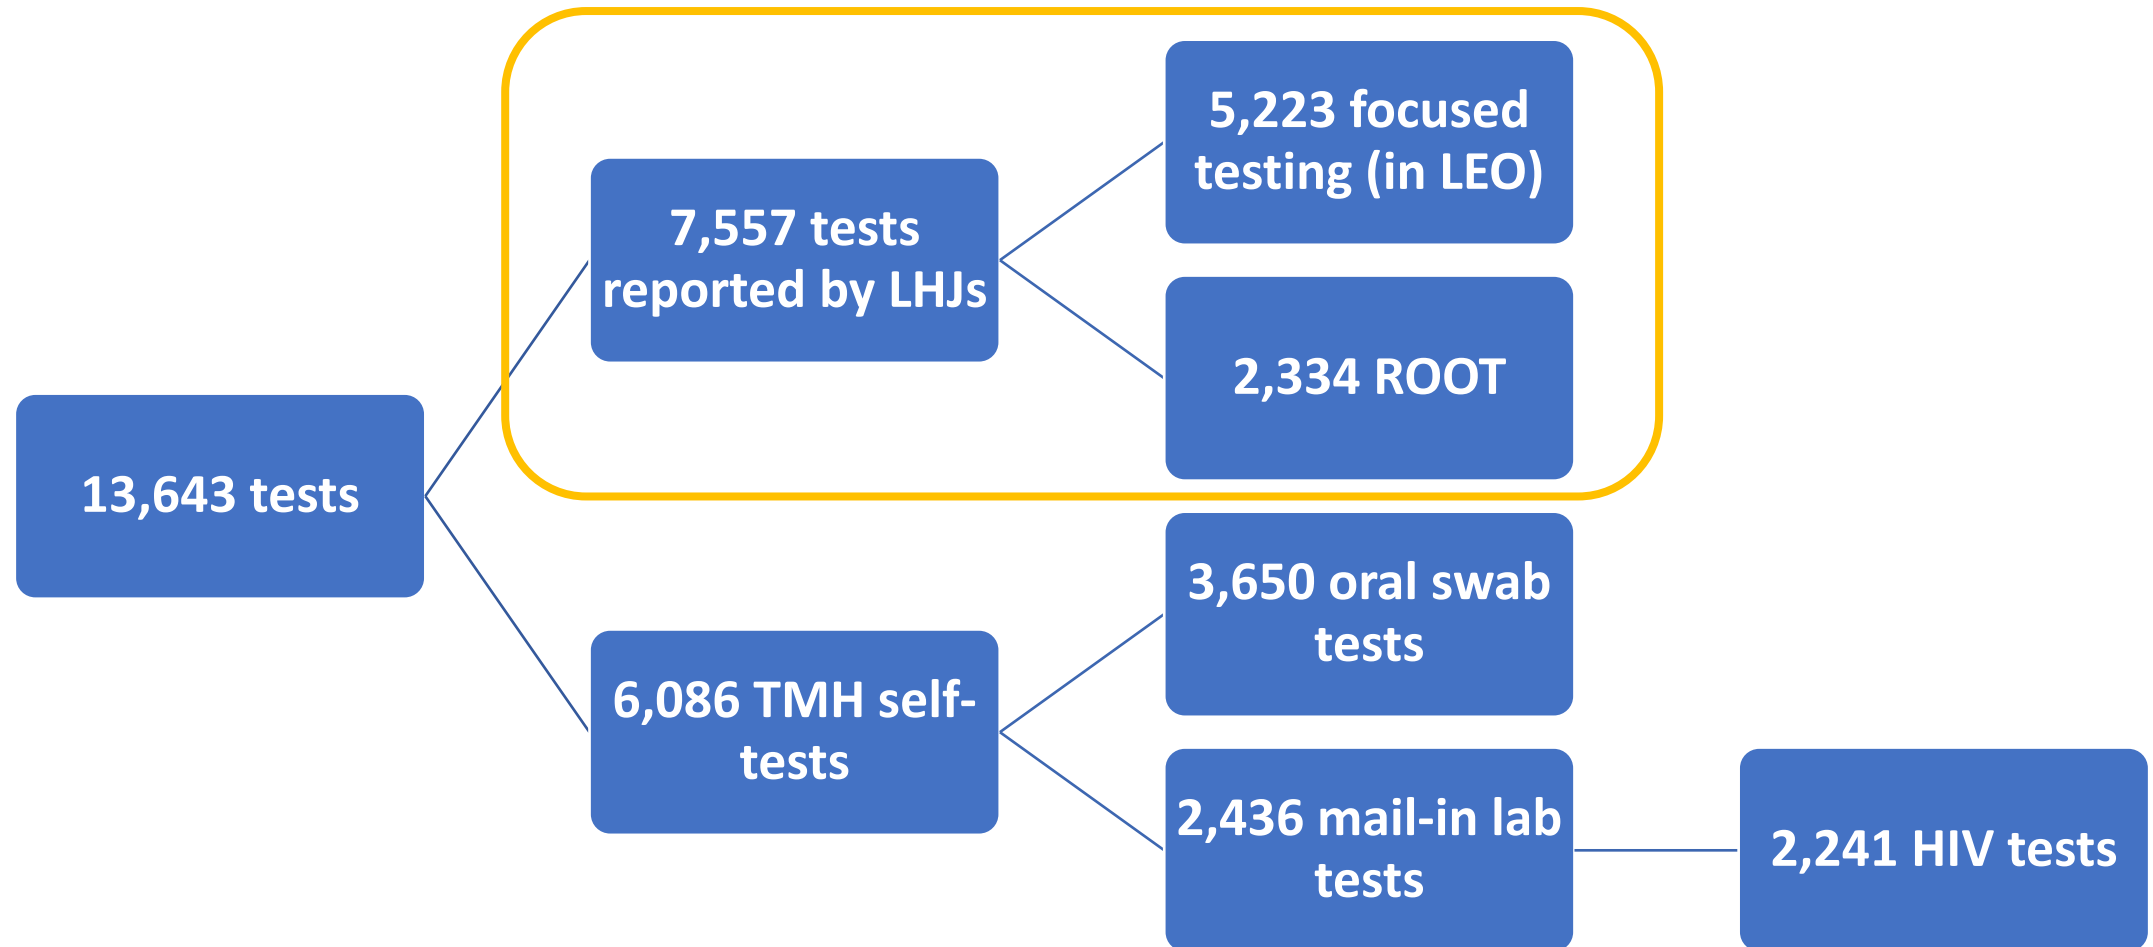 5,223 focused
testing (in LEO)
7,557 tests
reported by LHJs
2,334 ROOT
13,643 tests
3,650 oral swab
tests
6,086 TMH self-
tests
2,436 mail-in lab
tests
2,241 HIV tests